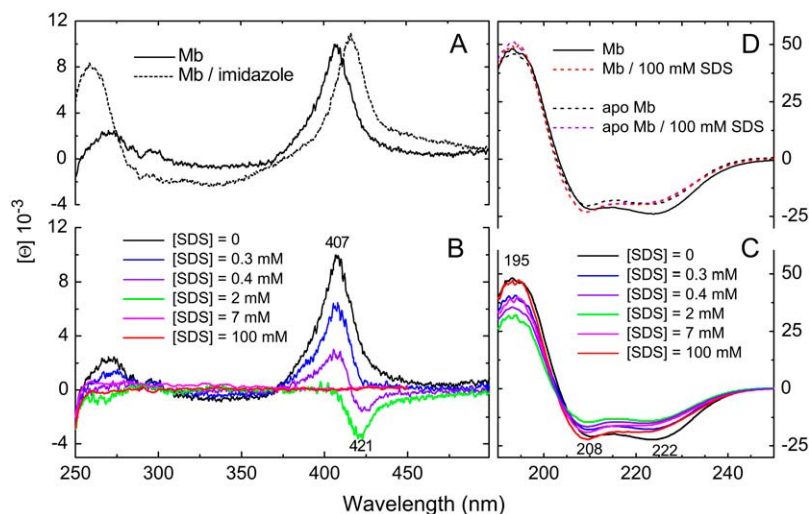 A
Mb
Mb / imidazole
12
8
4
0
-4
B
[SDS] = 0
[SDS] = 0.3 mM
[SDS] = 0.4 mM
[SDS] = 2 mM
[SDS] = 7 mM
[SDS] = 100 mM
407
421
12
8
4
0
-4
250 300 350 400 450
[Θ] 10⁻³
D
Mb
Mb / 100 mM SDS
apo Mb
apo Mb / 100 mM SDS
50
25
0
-25
C
195
[SDS] = 0
[SDS] = 0.3 mM
[SDS] = 0.4 mM
[SDS] = 2 mM
[SDS] = 7 mM
[SDS] = 100 mM
208 222
50
25
0
-25
200 220 240
Wavelength (nm)
Wavelength (nm)